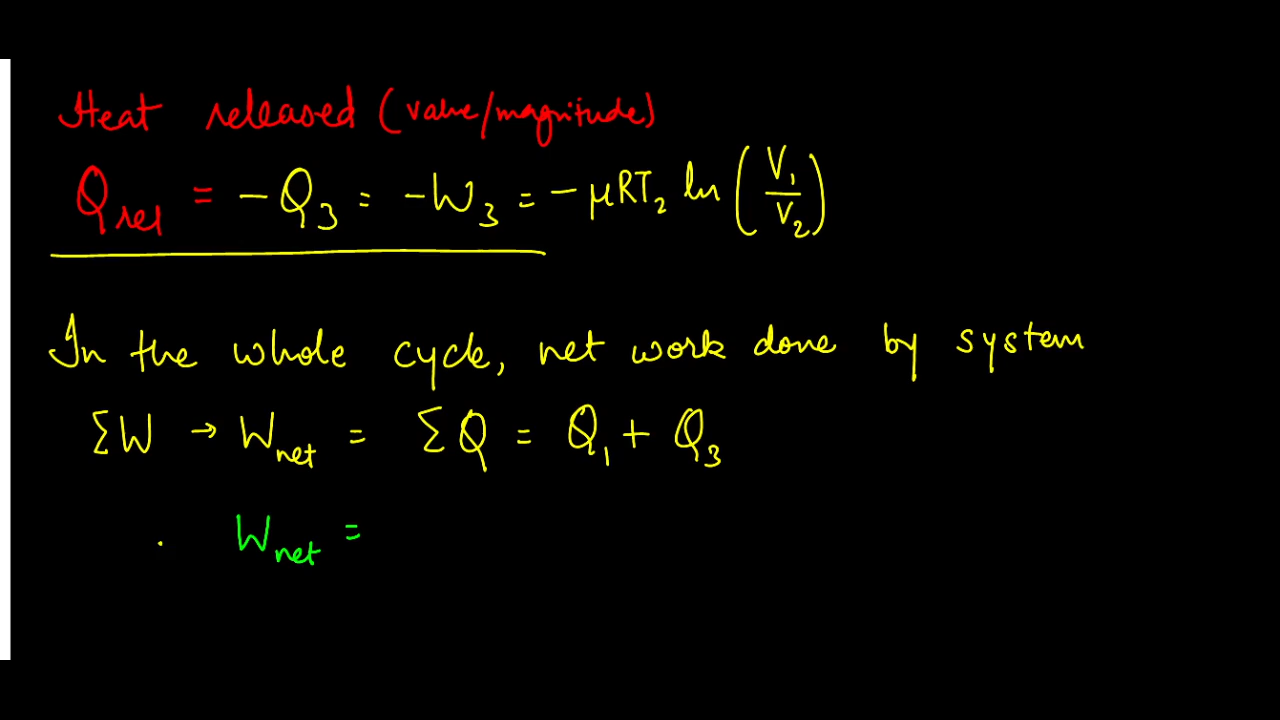 Heat released (value/magnitude)
Q_rel = -Q_3 = -W_3 = -μRT_2 ln (V_1/V_2)
In the whole cycle, net work done by system
ΣW → W_net = ΣQ = Q_1 + Q_3
. W_net =